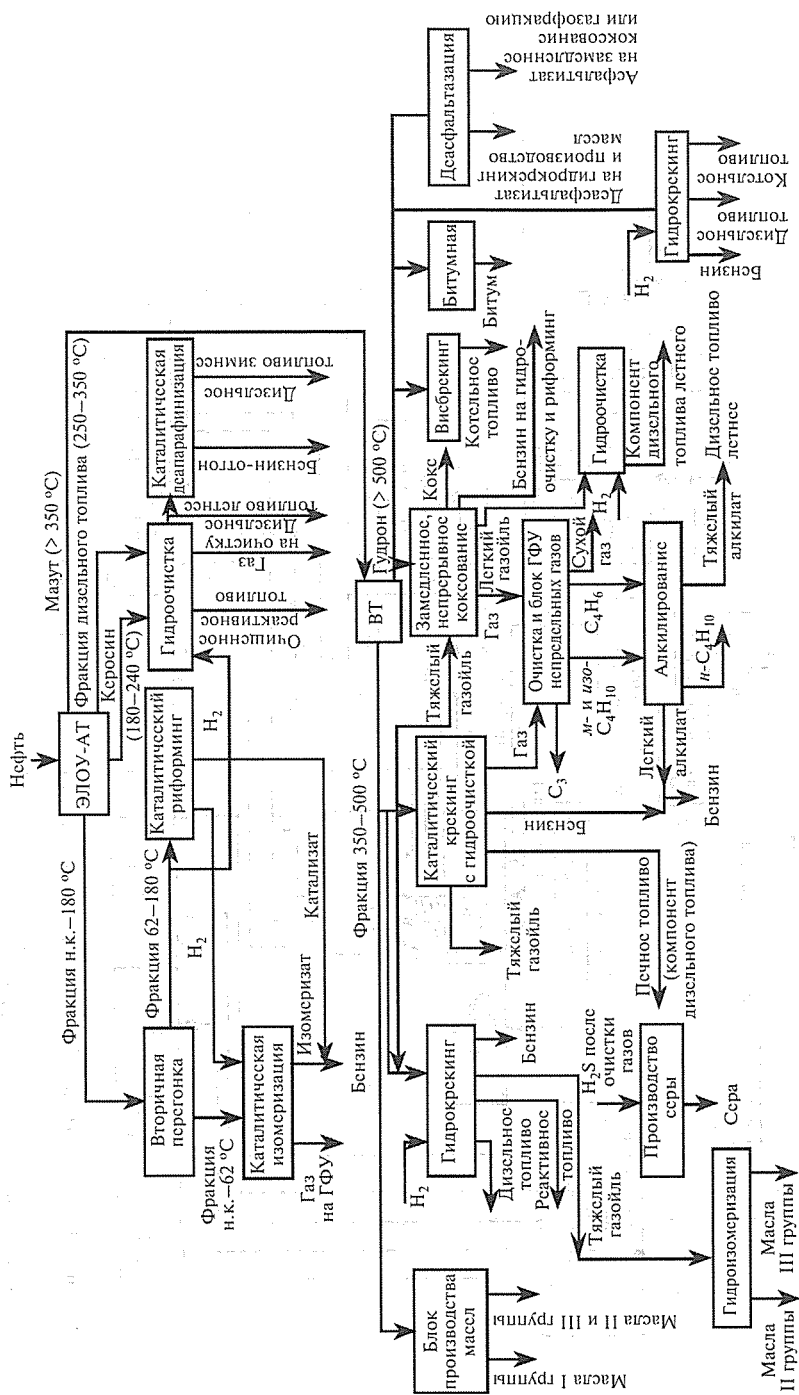 Нефть
ЭЛОУ-АТ
Мазут (> 350 °С)
Фракция дизельного топлива (250–350 °С)
Керосин
(180–240 °С)
Фракция н.к.–180 °С
Вторичная
перегонка
Фракция 62–180 °С
Каталитический
риформинг
H₂
H₂
Гидроочистка
Каталитическая
депарафинизация
Фракция
н.к.–62 °С
Каталитическая
изомеризация
Газ
на ГФУ
Изомеризат
Катализат
Бензин
Очищенное
реактивное
топливо
Газ
на очистку
Дизельное
топливо летнее
Бензин-отгон
Дизельное
топливо зимнее
ВТ
Гудрон (> 500 °С)
Фракция 350–500 °С
Блок
производства
масел
Масла I группы
Масла II и III группы
H₂
Гидрокрекинг
Дизельное
топливо
Реактивное
топливо
Бензин
Тяжелый
газойль
Гидроизомеризация
Масла
II группы
Масла
III группы
H₂S после
очистки
газов
Производство
серы
Сера
Каталитический
крекинг
с гидроочисткой
Тяжелый
газойль
Печное топливо
(компонент
дизельного топлива)
Бензин
Газ
Тяжелый
газойль
Замедленное,
непрерывное
коксование
Кокс
Газ
Легкий
газойль
Бензин на гидро-
очистку и риформинг
Очистка и блок ГФУ
непредельных газов
C₃
Сухой
газ
м- и изо-
C₄H₁₀
C₄H₆
Алкилирование
Легкий
алкилат
Бензин
н-C₄H₁₀
Тяжелый
алкилат
Дизельное топливо
летнее
H₂
Гидроочистка
Компонент
дизельного
топлива летнего
Висбрекинг
Котельное
топливо
Битумная
Битум
Деасфальтазация
Деасфальтизат
на гидрокрекинг
и производство
масел
Асфальтизат
на замедленное
коксование
или газофракцию
H₂
Гидрокрекинг
Бензин
Дизельное
топливо
Котельное
топливо